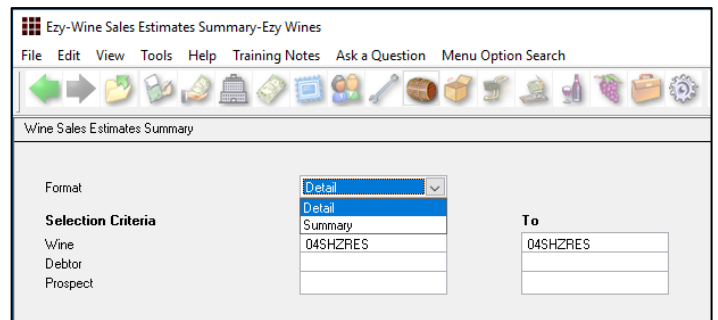 Ezy-Wine Sales Estimates Summary-Ezy Wines
File Edit View Tools Help Training Notes Ask a Question Menu Option Search
Wine Sales Estimates Summary
Format Detail
Detail
Selection Criteria To
Summary
Wine 04SHZRES 04SHZRES
Debtor
Prospect